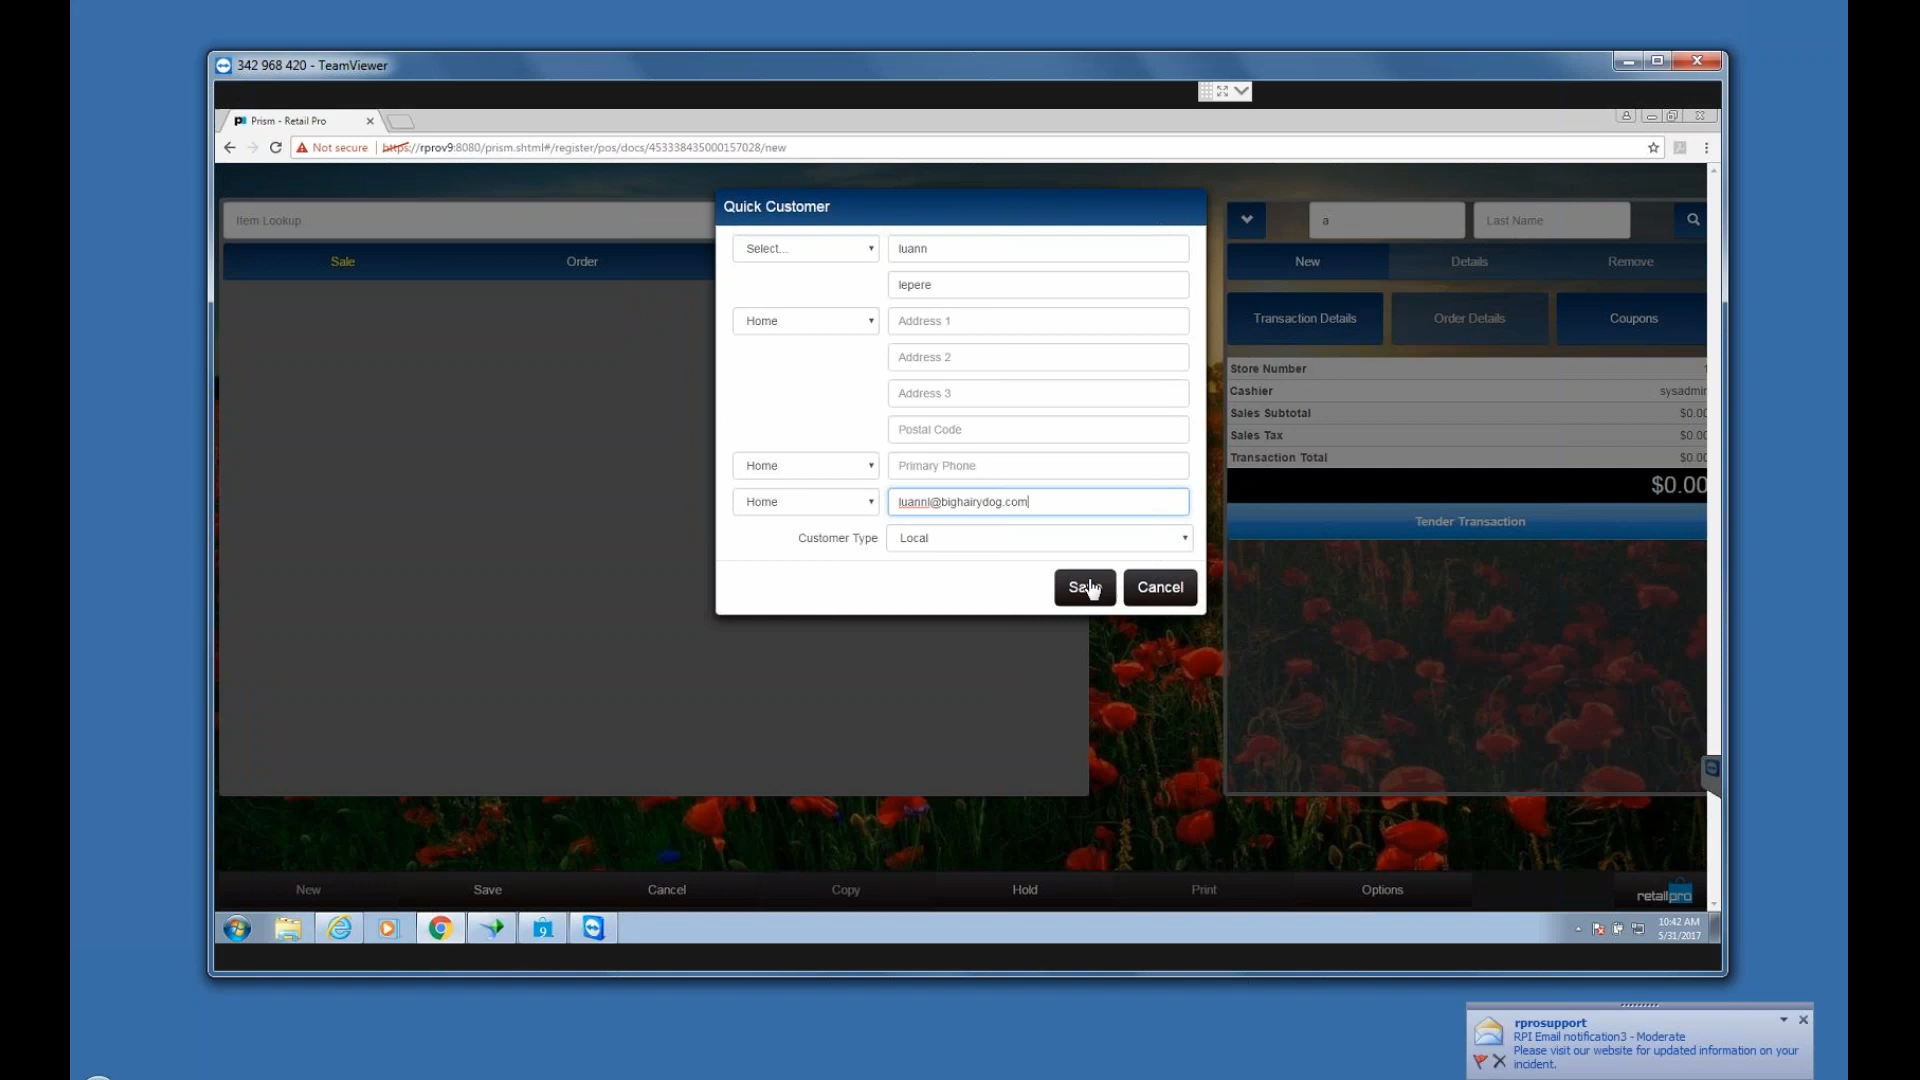 342 968 420 - TeamViewer
Prism - Retail Pro
Not secure | https://rprov9:8080/prism.shtml#/register/pos/docs/453338435000157028/new
Quick Customer
Item Lookup
Sale Order
Select... luann
lepere
Home Address 1
Address 2
Address 3
Postal Code
Home Primary Phone
Home luannl@bighairydog.com
Customer Type Local
Cancel
a Last Name
New Details Remove
Transaction Details Order Details Coupons
Store Number 1
Cashier sysadmin
Sales Subtotal $0.00
Sales Tax $0.00
Transaction Total $0.00
$0.00
Tender Transaction
New Save Cancel Copy Hold Print Options
retailpro
9
10:42 AM
5/31/2017
rprosupport
RPI Email notification3 - Moderate
Please visit our website for updated information on your
incident.